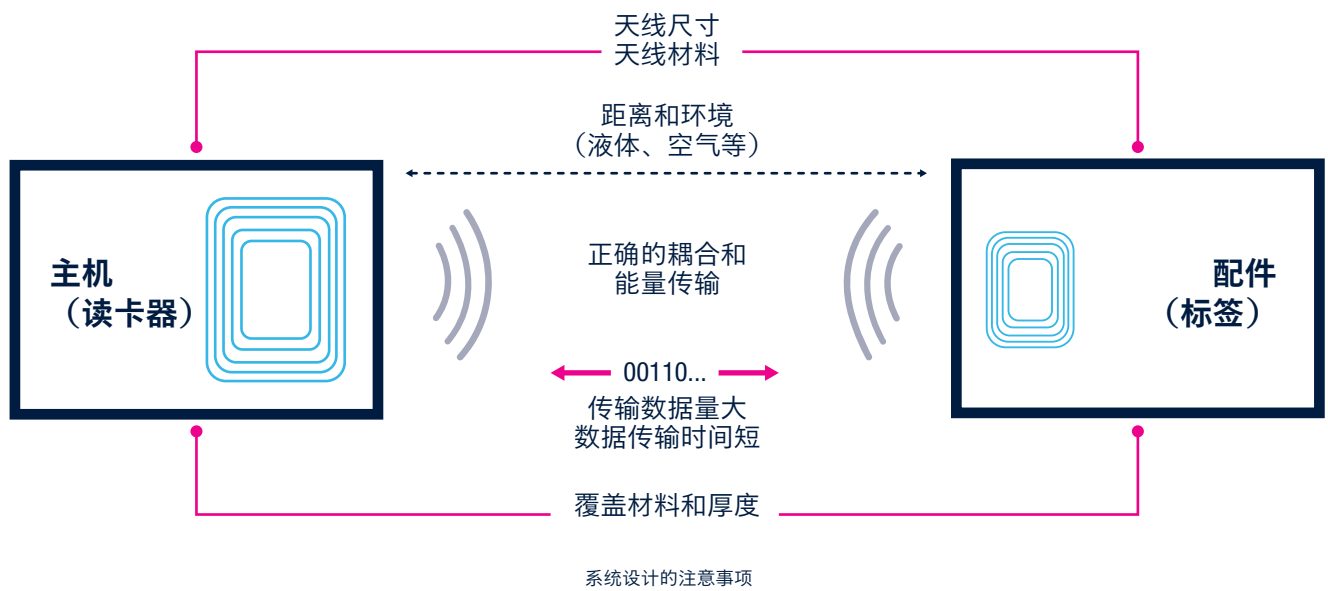 天线尺寸
天线材料
距离和环境
（液体、空气等）
主机
（读卡器）
正确的耦合和
能量传输
配件
（标签）
00110...
传输数据量大
数据传输时间短
覆盖材料和厚度
系统设计的注意事项